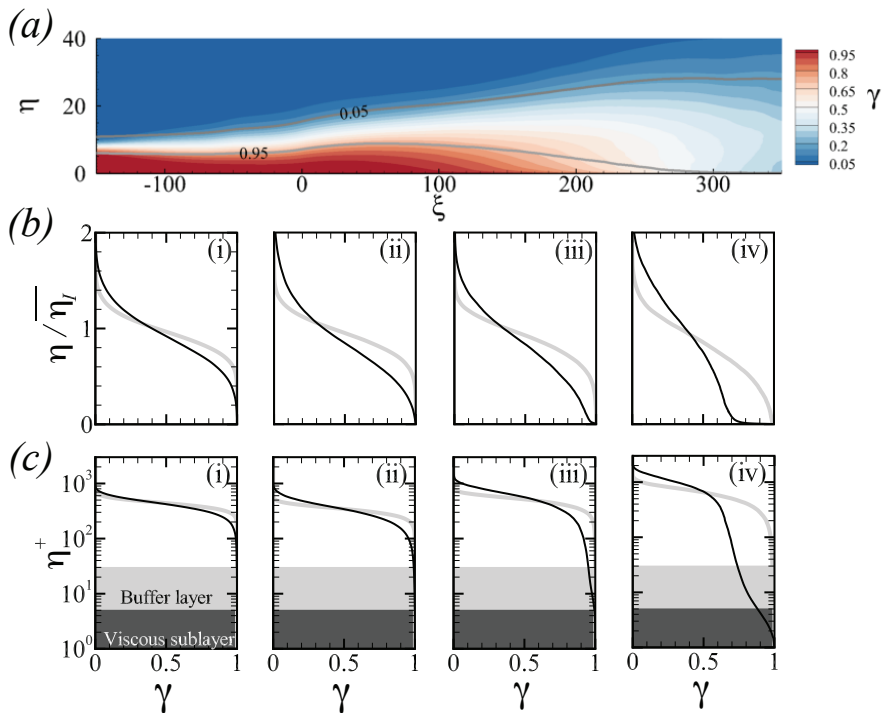 (a)
40
20
0
η
0.05
0.95
-100 0 100 200 300
ξ
0.95
0.8
0.65
0.5
0.35
0.2
0.05
γ
(b)
(i) (ii) (iii) (iv)
2
1
0
η / η̅_I
(c)
(i) (ii) (iii) (iv)
10³
10²
10¹
10⁰
η⁺
Buffer layer
Viscous sublayer
0 0.5 1 0 0.5 1 0 0.5 1 0 0.5 1
γ γ γ γ